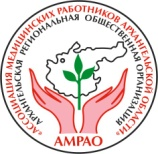 "АССОЦИАЦИЯ МЕДИЦИНСКИХ РАБОТНИКОВ АРХАНГЕЛЬСКОЙ ОБЛАСТИ"
АРХАНГЕЛЬСКАЯ РЕГИОНАЛЬНАЯ ОБЩЕСТВЕННАЯ ОРГАНИЗАЦИЯ
АМРАО